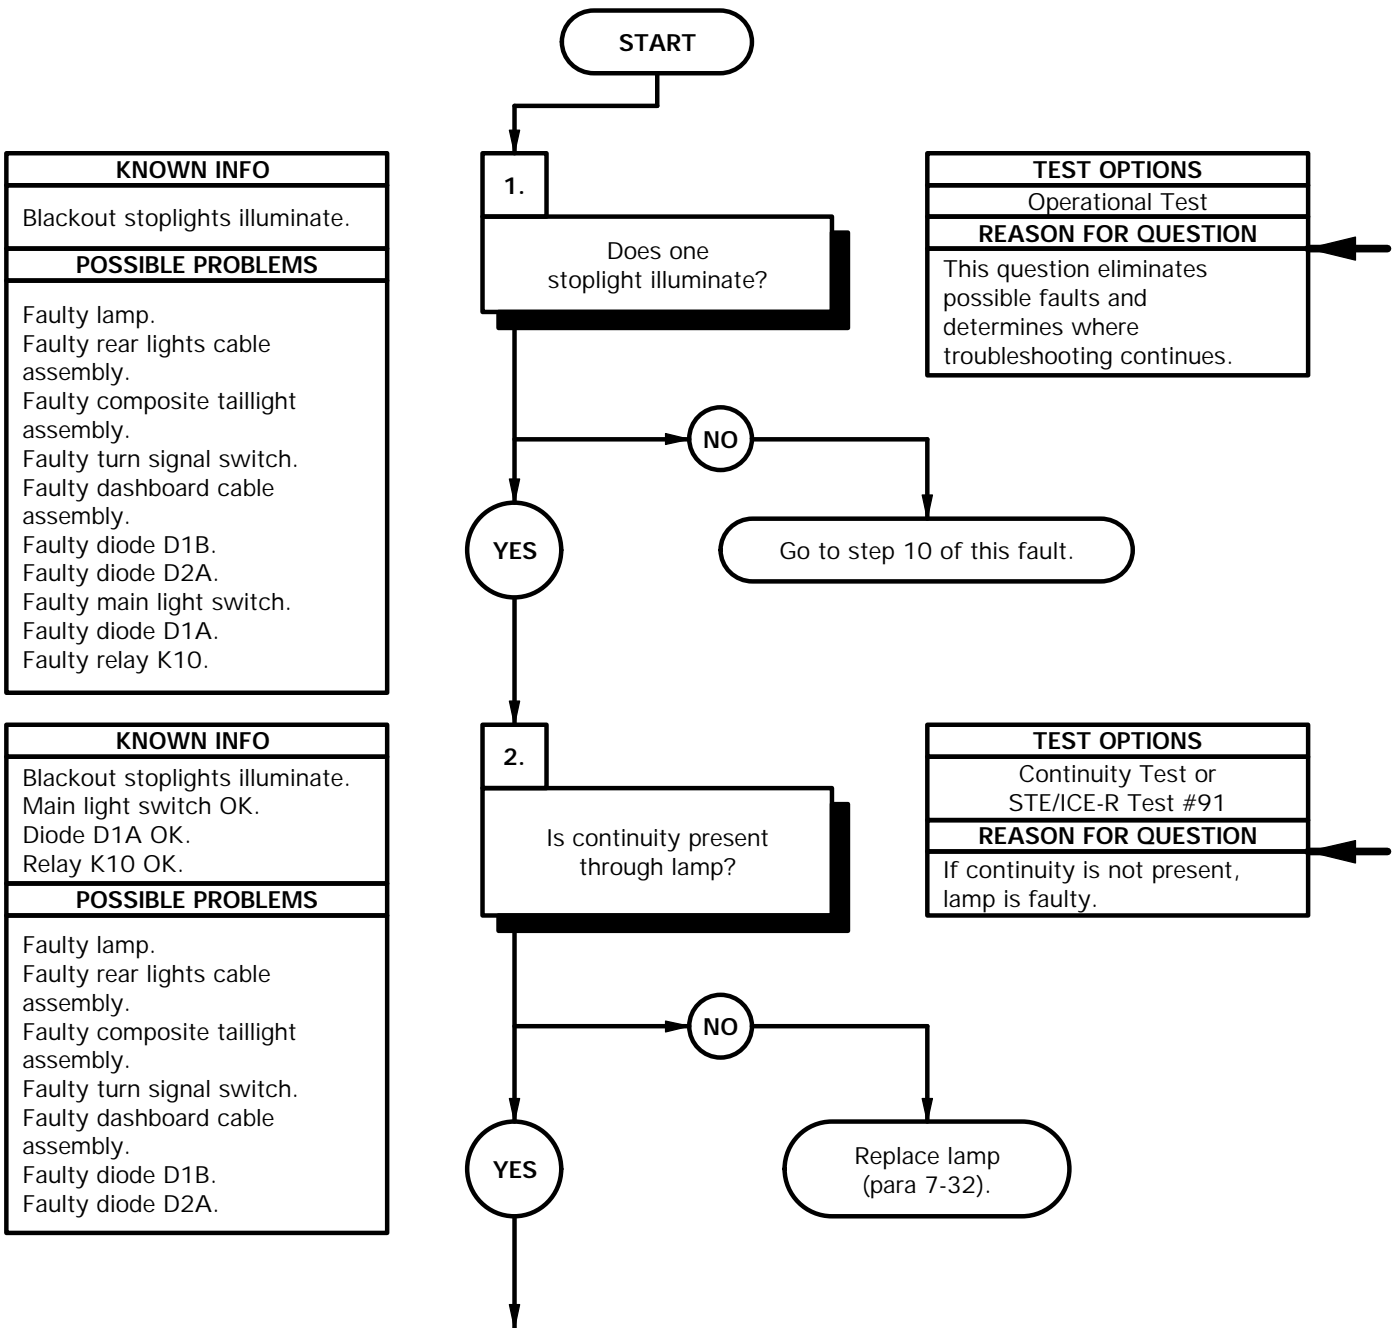 START
KNOWN INFO
Blackout stoplights illuminate.
POSSIBLE PROBLEMS
Faulty lamp.
Faulty rear lights cable
assembly.
Faulty composite taillight
assembly.
Faulty turn signal switch.
Faulty dashboard cable
assembly.
Faulty diode D1B.
Faulty diode D2A.
Faulty main light switch.
Faulty diode D1A.
Faulty relay K10.
1.
Does one
stoplight illuminate?
TEST OPTIONS
Operational Test
REASON FOR QUESTION
This question eliminates
possible faults and
determines where
troubleshooting continues.
NO
YES
Go to step 10 of this fault.
KNOWN INFO
Blackout stoplights illuminate.
Main light switch OK.
Diode D1A OK.
Relay K10 OK.
POSSIBLE PROBLEMS
Faulty lamp.
Faulty rear lights cable
assembly.
Faulty composite taillight
assembly.
Faulty turn signal switch.
Faulty dashboard cable
assembly.
Faulty diode D1B.
Faulty diode D2A.
2.
Is continuity present
through lamp?
TEST OPTIONS
Continuity Test or
STE/ICE-R Test #91
REASON FOR QUESTION
If continuity is not present,
lamp is faulty.
NO
YES
Replace lamp
(para 7-32).